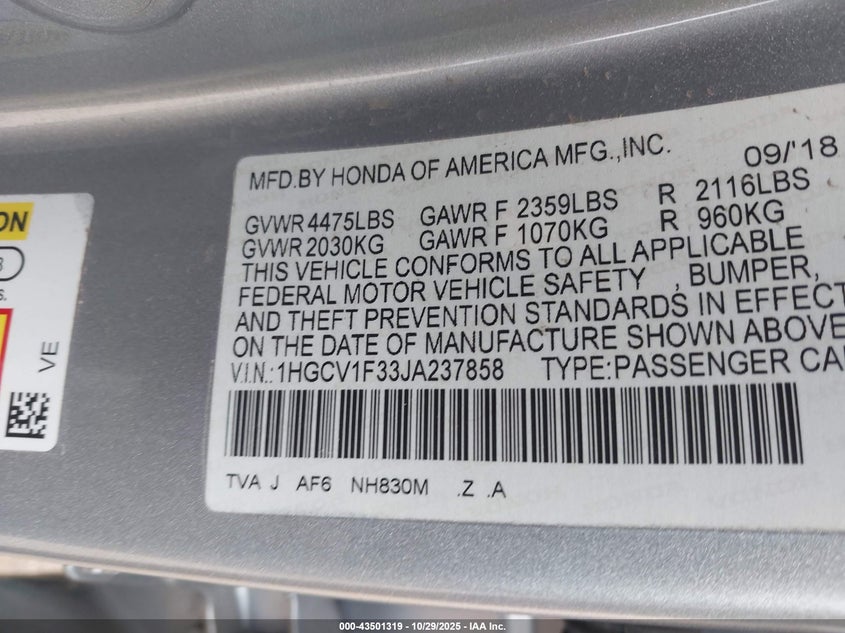 MFD.BY HONDA OF AMERICA MFG.,INC. 09/'18
GVWR 4475LBS GAWR F 2359LBS R 2116LBS
GVWR 2030KG GAWR F 1070KG R 960KG
THIS VEHICLE CONFORMS TO ALL APPLICABLE
FEDERAL MOTOR VEHICLE SAFETY , BUMPER,
AND THEFT PREVENTION STANDARDS IN EFFECT
ON THE DATE OF MANUFACTURE SHOWN ABOVE
V.I.N.:1HGCV1F33JA237858 TYPE:PASSENGER CA
TVA J AF6 NH830M .Z .A
ON
3
s.
VE
000-43501319 | 10/29/2025 - IAA Inc.